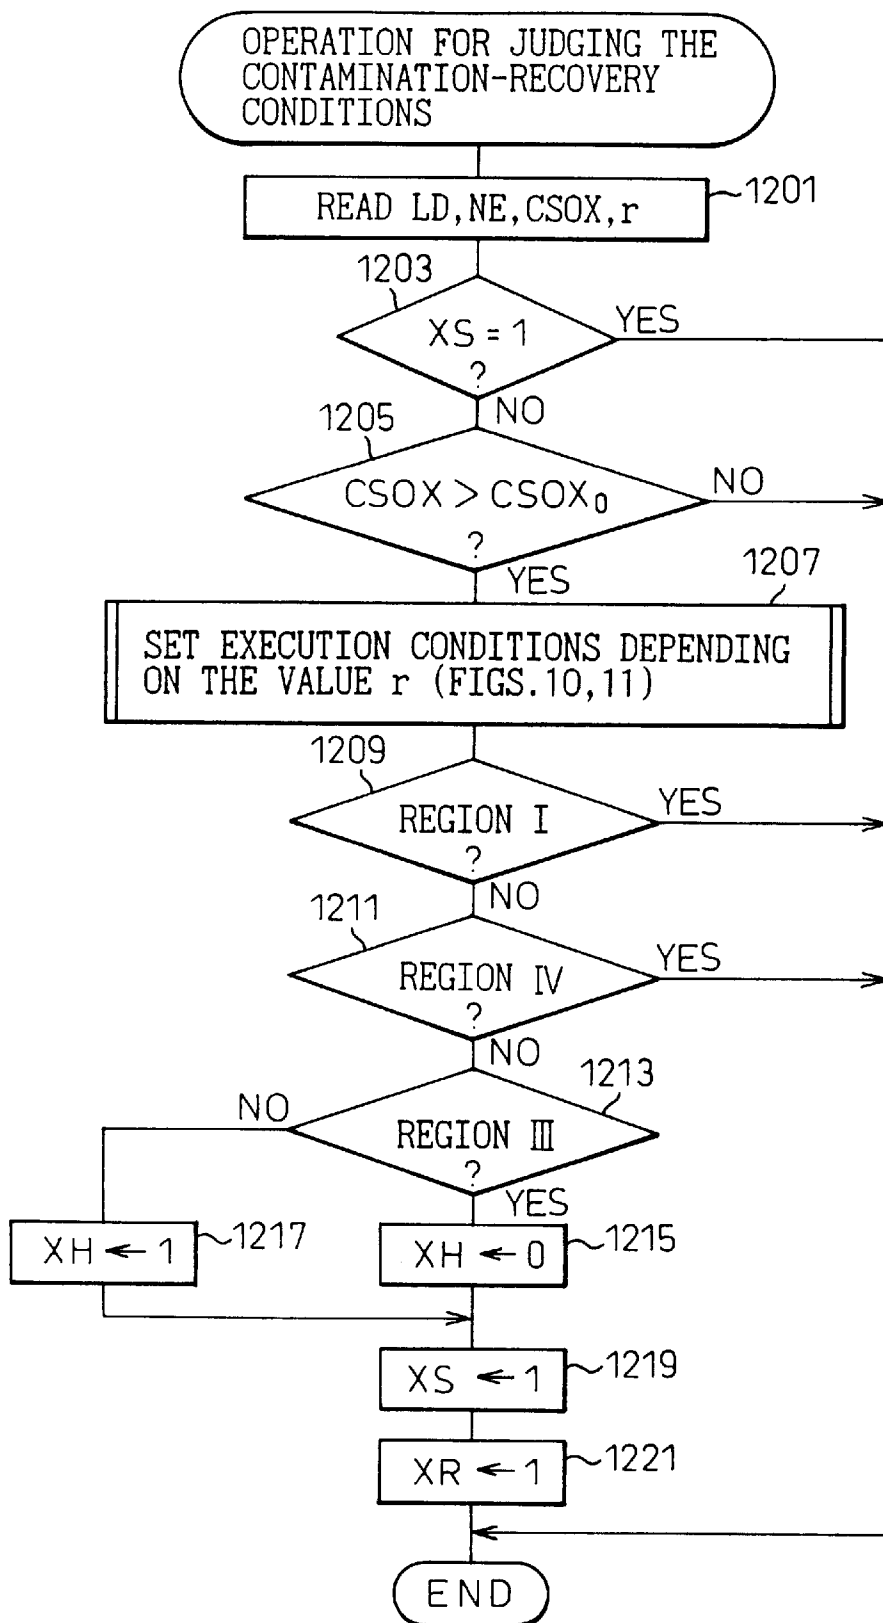 OPERATION FOR JUDGING THE
CONTAMINATION-RECOVERY
CONDITIONS
READ LD,NE,CSOX,r
1201
1203
XS = 1
?
YES
NO
1205
CSOX > CSOX₀
?
NO
YES
1207
SET EXECUTION CONDITIONS DEPENDING
ON THE VALUE r (FIGS.10,11)
1209
REGION I
?
YES
NO
1211
REGION IV
?
YES
NO
1213
REGION III
?
NO
YES
XH ← 1
1217
XH ← 0
1215
XS ← 1
1219
XR ← 1
1221
END